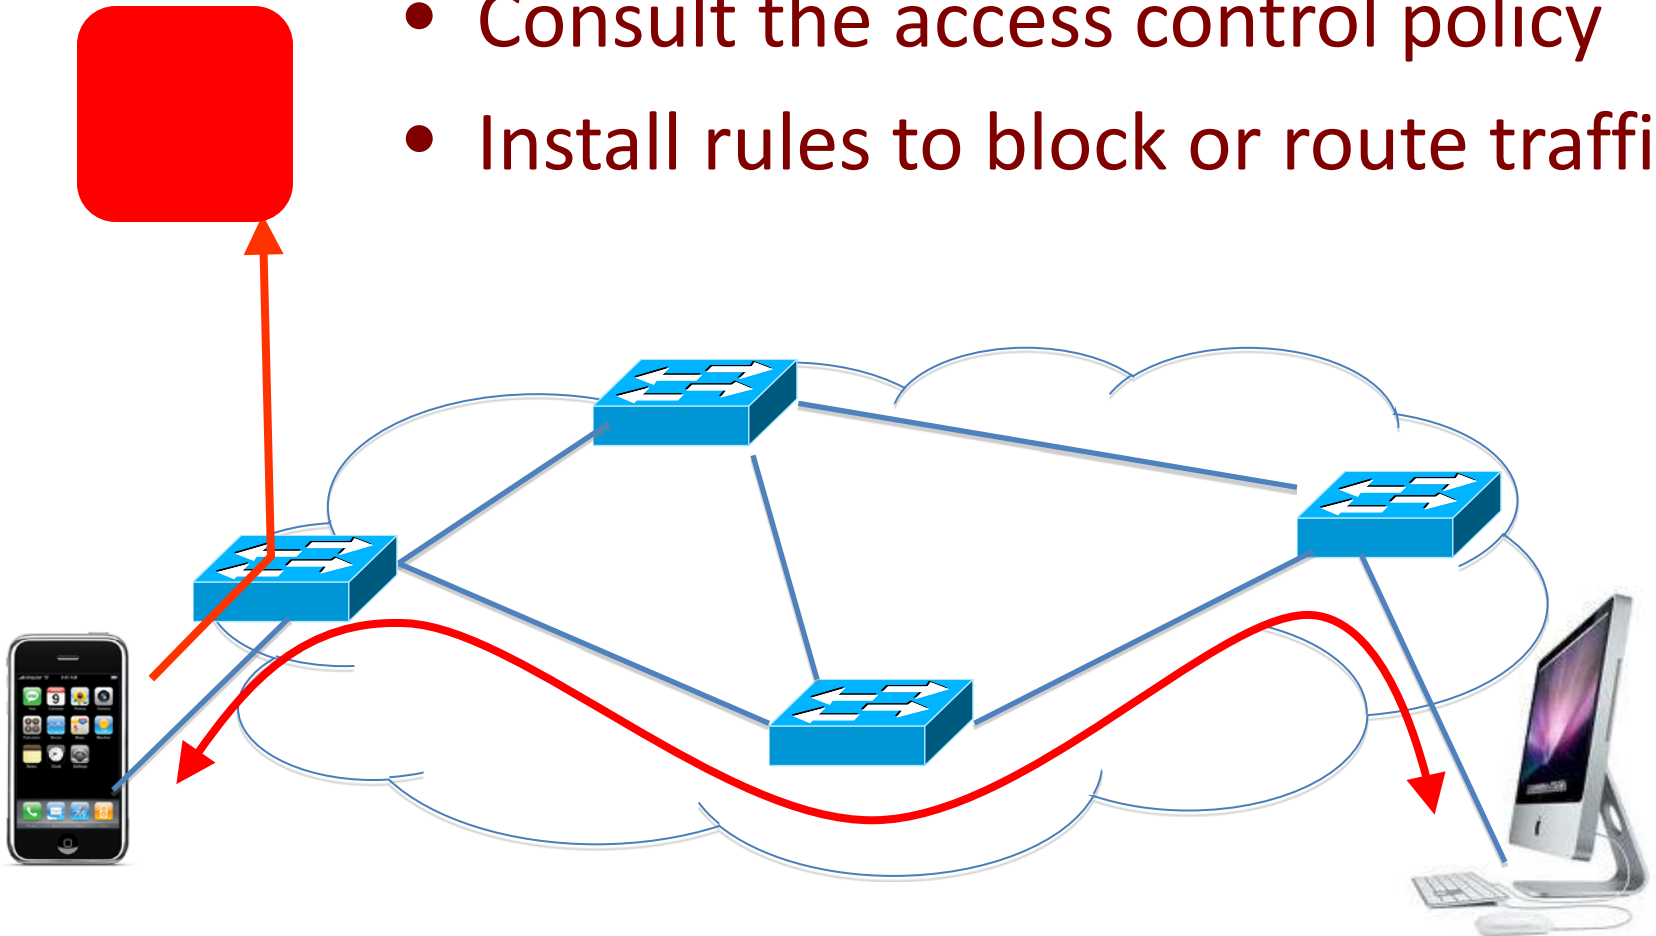 • Consult the access control policy
• Install rules to block or route traffi